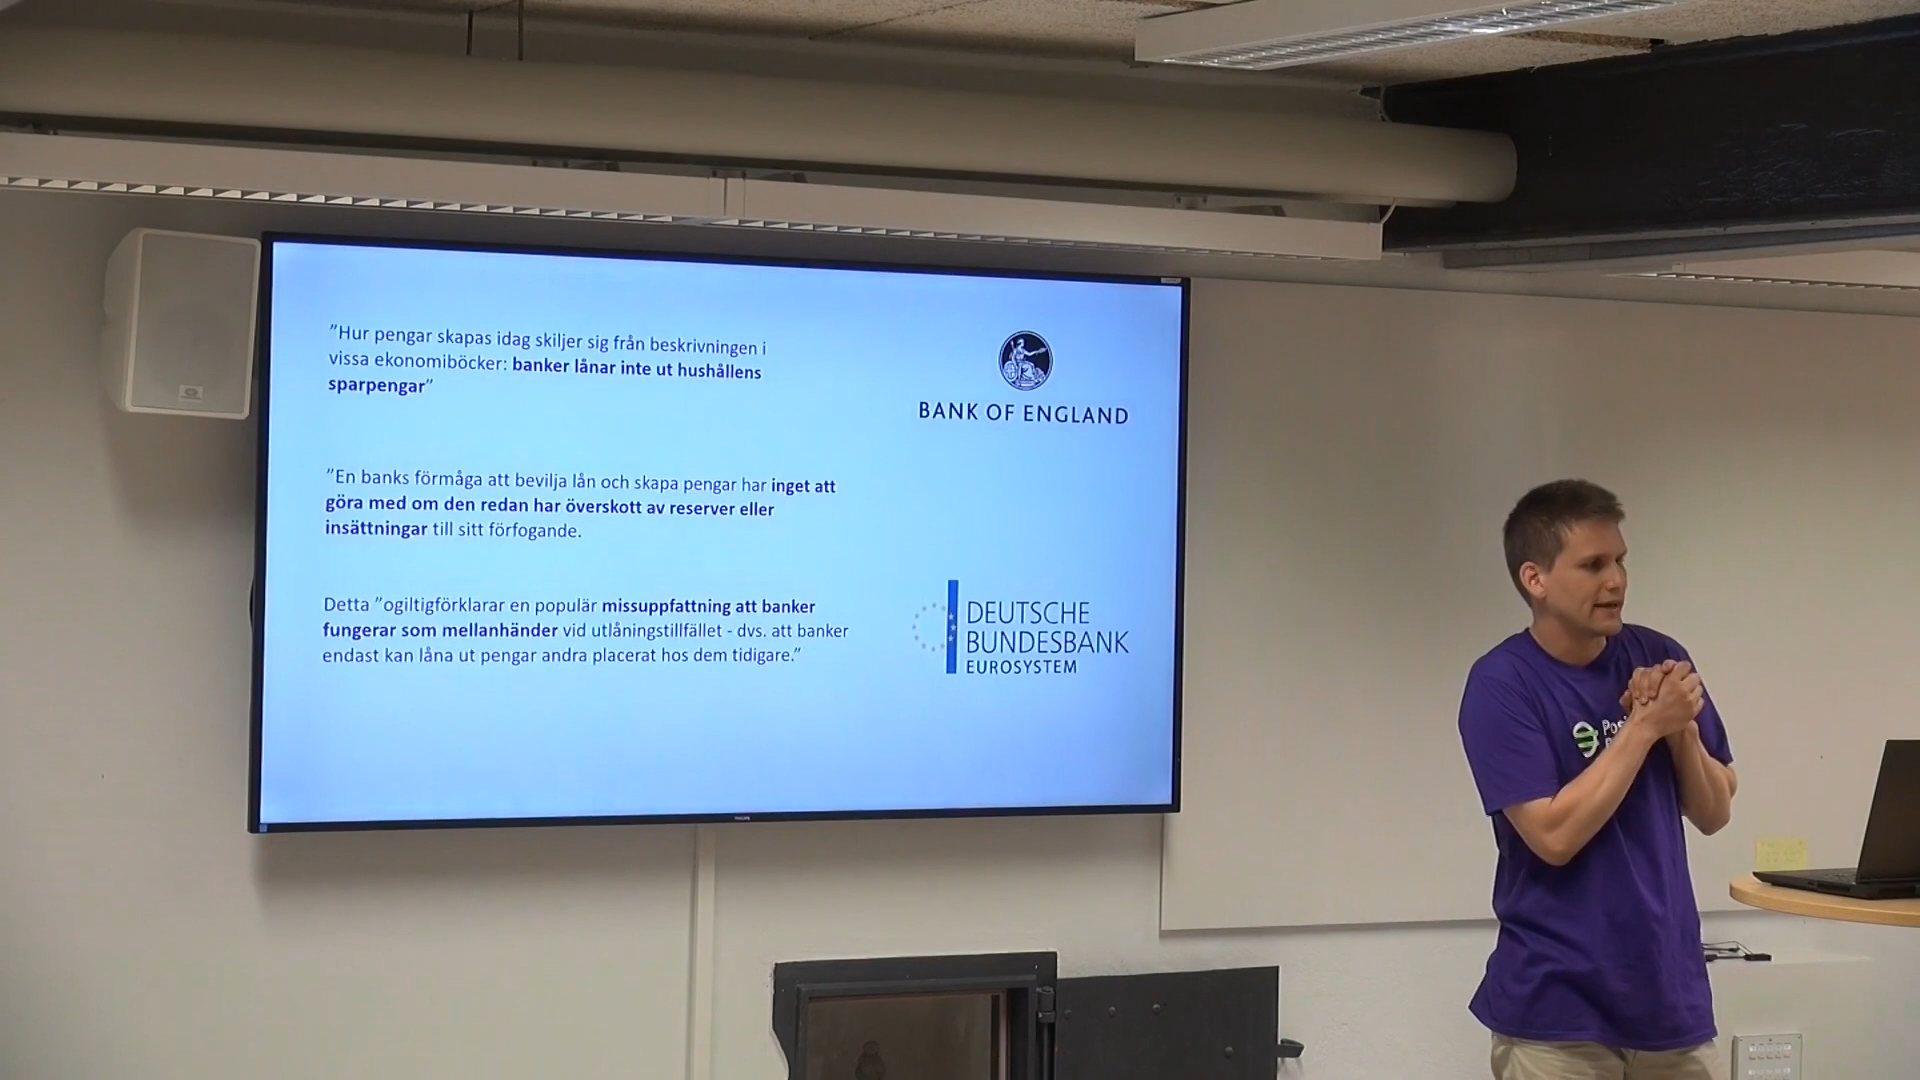 ”Hur pengar skapas idag skiljer sig från beskrivningen i
vissa ekonomiböcker: banker lånar inte ut hushållens
sparpengar”
BANK OF ENGLAND
”En banks förmåga att bevilja lån och skapa pengar har inget att
göra med om den redan har överskott av reserver eller
insättningar till sitt förfogande.
Detta ”ogiltigförklarar en populär missuppfattning att banker
fungerar som mellanhänder vid utlåningstillfället - dvs. att banker
endast kan låna ut pengar andra placerat hos dem tidigare.”
DEUTSCHE
BUNDESBANK
EUROSYSTEM
PHILIPS